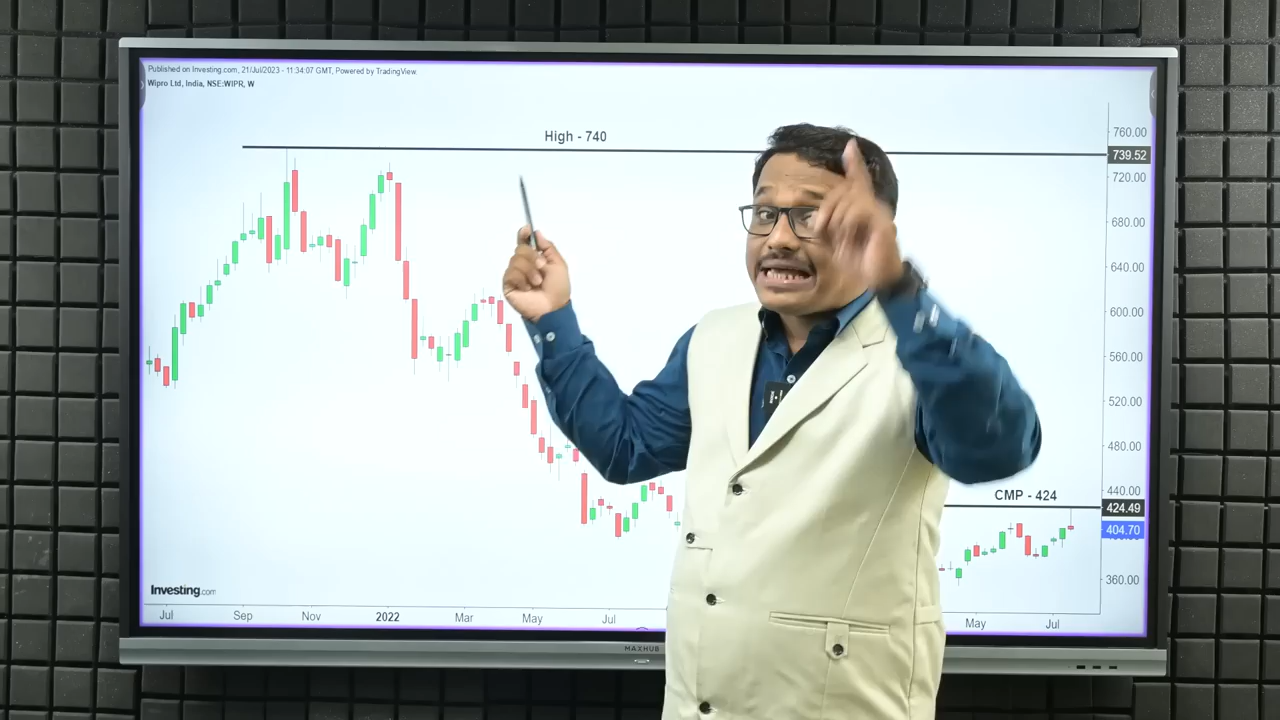 Published on Investing.com, 21/Jul/2023 - 11:34:07 GMT, Powered by TradingView.
Wipro Ltd, India, NSE:WIPR, W
High - 740
760.00
739.52
720.00
680.00
640.00
600.00
560.00
520.00
480.00
440.00
CMP - 424
424.49
404.70
360.00
Investing.com
Jul Sep Nov 2022 Mar May Jul May Jul
MAXHUB